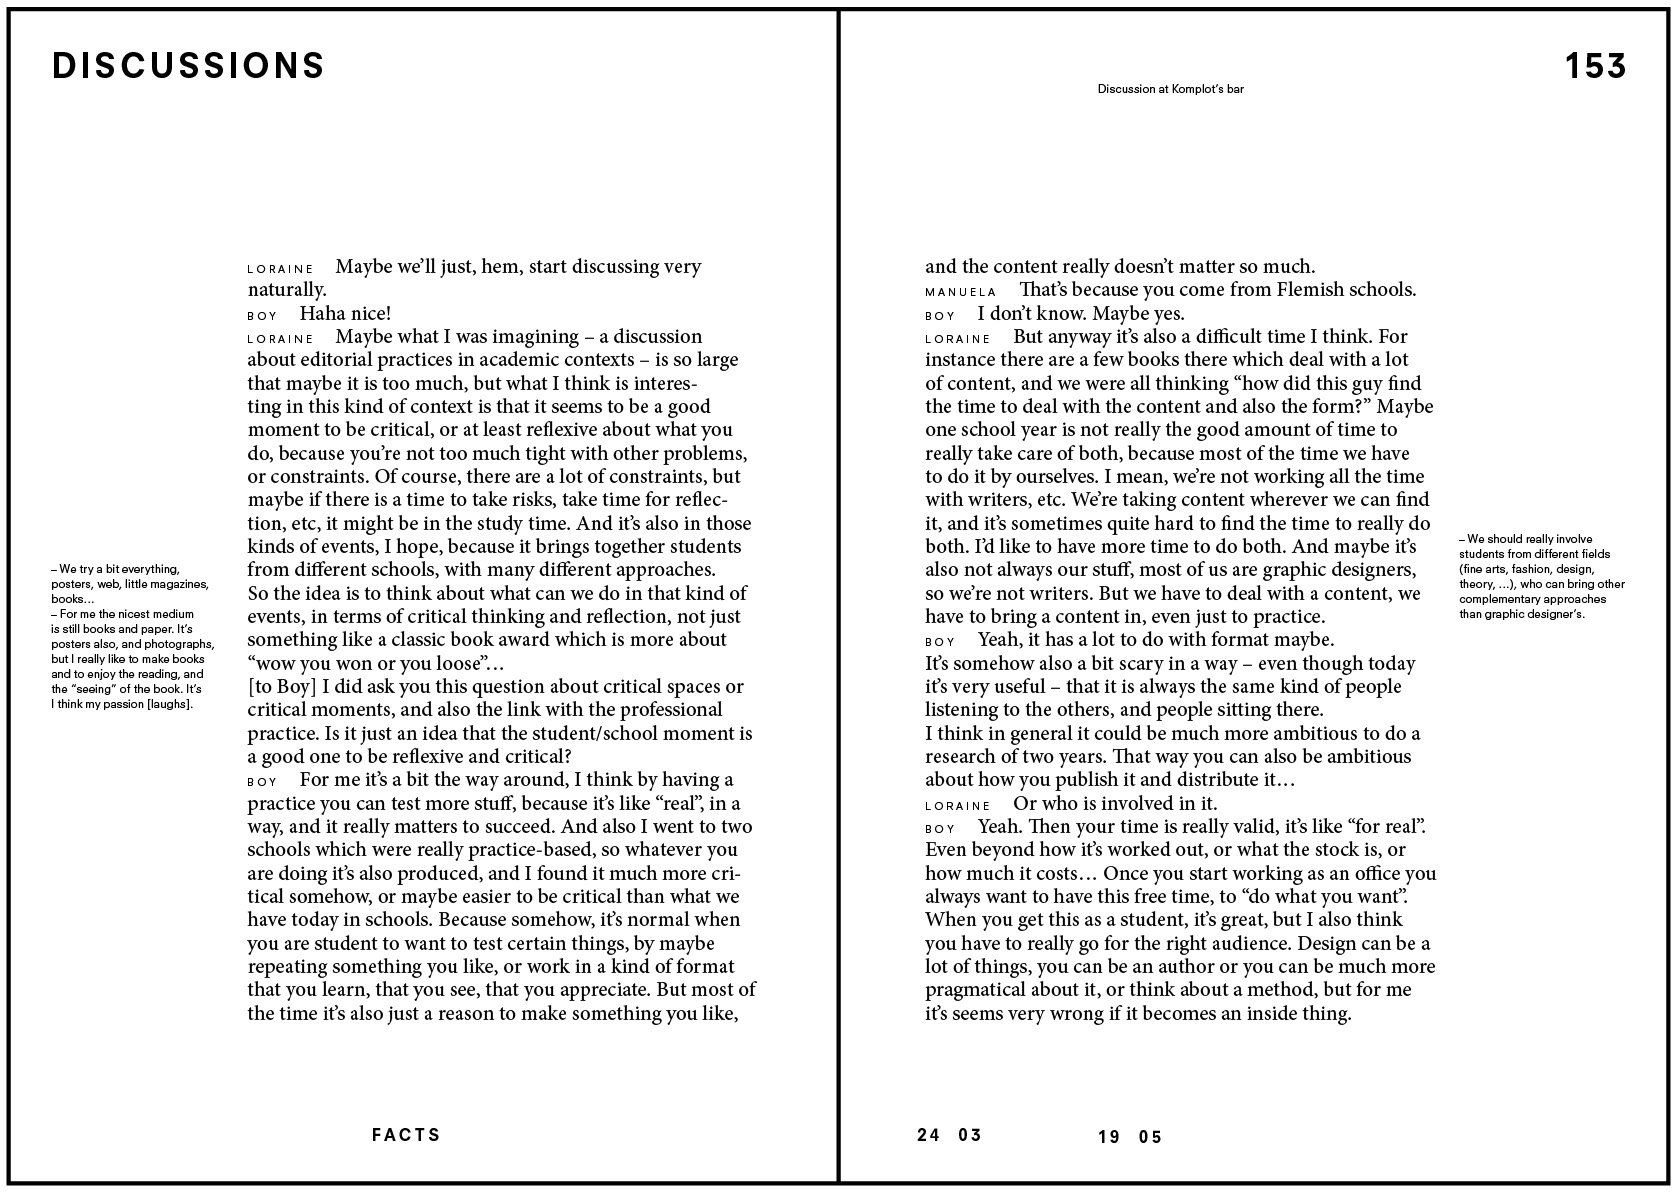 DISCUSSIONS
– We try a bit everything,
posters, web, little magazines,
books…
– For me the nicest medium
is still books and paper. It’s
posters also, and photographs,
but I really like to make books
and to enjoy the reading, and
the “seeing” of the book. It’s
I think my passion [laughs].
LORAINE Maybe we’ll just, hem, start discussing very
naturally.
BOY Haha nice!
LORAINE Maybe what I was imagining – a discussion
about editorial practices in academic contexts – is so large
that maybe it is too much, but what I think is interes-
ting in this kind of context is that it seems to be a good
moment to be critical, or at least reflexive about what you
do, because you’re not too much tight with other problems,
or constraints. Of course, there are a lot of constraints, but
maybe if there is a time to take risks, take time for reflec-
tion, etc, it might be in the study time. And it’s also in those
kinds of events, I hope, because it brings together students
from different schools, with many different approaches.
So the idea is to think about what can we do in that kind of
events, in terms of critical thinking and reflection, not just
something like a classic book award which is more about
“wow you won or you loose”…
[to Boy] I did ask you this question about critical spaces or
critical moments, and also the link with the professional
practice. Is it just an idea that the student/school moment is
a good one to be reflexive and critical?
BOY For me it’s a bit the way around, I think by having a
practice you can test more stuff, because it’s like “real”, in a
way, and it really matters to succeed. And also I went to two
schools which were really practice-based, so whatever you
are doing it’s also produced, and I found it much more cri-
tical somehow, or maybe easier to be critical than what we
have today in schools. Because somehow, it’s normal when
you are student to want to test certain things, by maybe
repeating something you like, or work in a kind of format
that you learn, that you see, that you appreciate. But most of
the time it’s also just a reason to make something you like,
FACTS
153
Discussion at Komplot’s bar
and the content really doesn’t matter so much.
MANUELA That’s because you come from Flemish schools.
BOY I don’t know. Maybe yes.
LORAINE But anyway it’s also a difficult time I think. For
instance there are a few books there which deal with a lot
of content, and we were all thinking “how did this guy find
the time to deal with the content and also the form?” Maybe
one school year is not really the good amount of time to
really take care of both, because most of the time we have
to do it by ourselves. I mean, we’re not working all the time
with writers, etc. We’re taking content wherever we can find
it, and it’s sometimes quite hard to find the time to really do
both. I’d like to have more time to do both. And maybe it’s
also not always our stuff, most of us are graphic designers,
so we’re not writers. But we have to deal with a content, we
have to bring a content in, even just to practice.
BOY Yeah, it has a lot to do with format maybe.
It’s somehow also a bit scary in a way – even though today
it’s very useful – that it is always the same kind of people
listening to the others, and people sitting there.
I think in general it could be much more ambitious to do a
research of two years. That way you can also be ambitious
about how you publish it and distribute it…
LORAINE Or who is involved in it.
BOY Yeah. Then your time is really valid, it’s like “for real”.
Even beyond how it’s worked out, or what the stock is, or
how much it costs… Once you start working as an office you
always want to have this free time, to “do what you want”.
When you get this as a student, it’s great, but I also think
you have to really go for the right audience. Design can be a
lot of things, you can be an author or you can be much more
pragmatical about it, or think about a method, but for me
it’s seems very wrong if it becomes an inside thing.
– We should really involve
students from different fields
(fine arts, fashion, design,
theory, …), who can bring other
complementary approaches
than graphic designer’s.
24 03 19 05